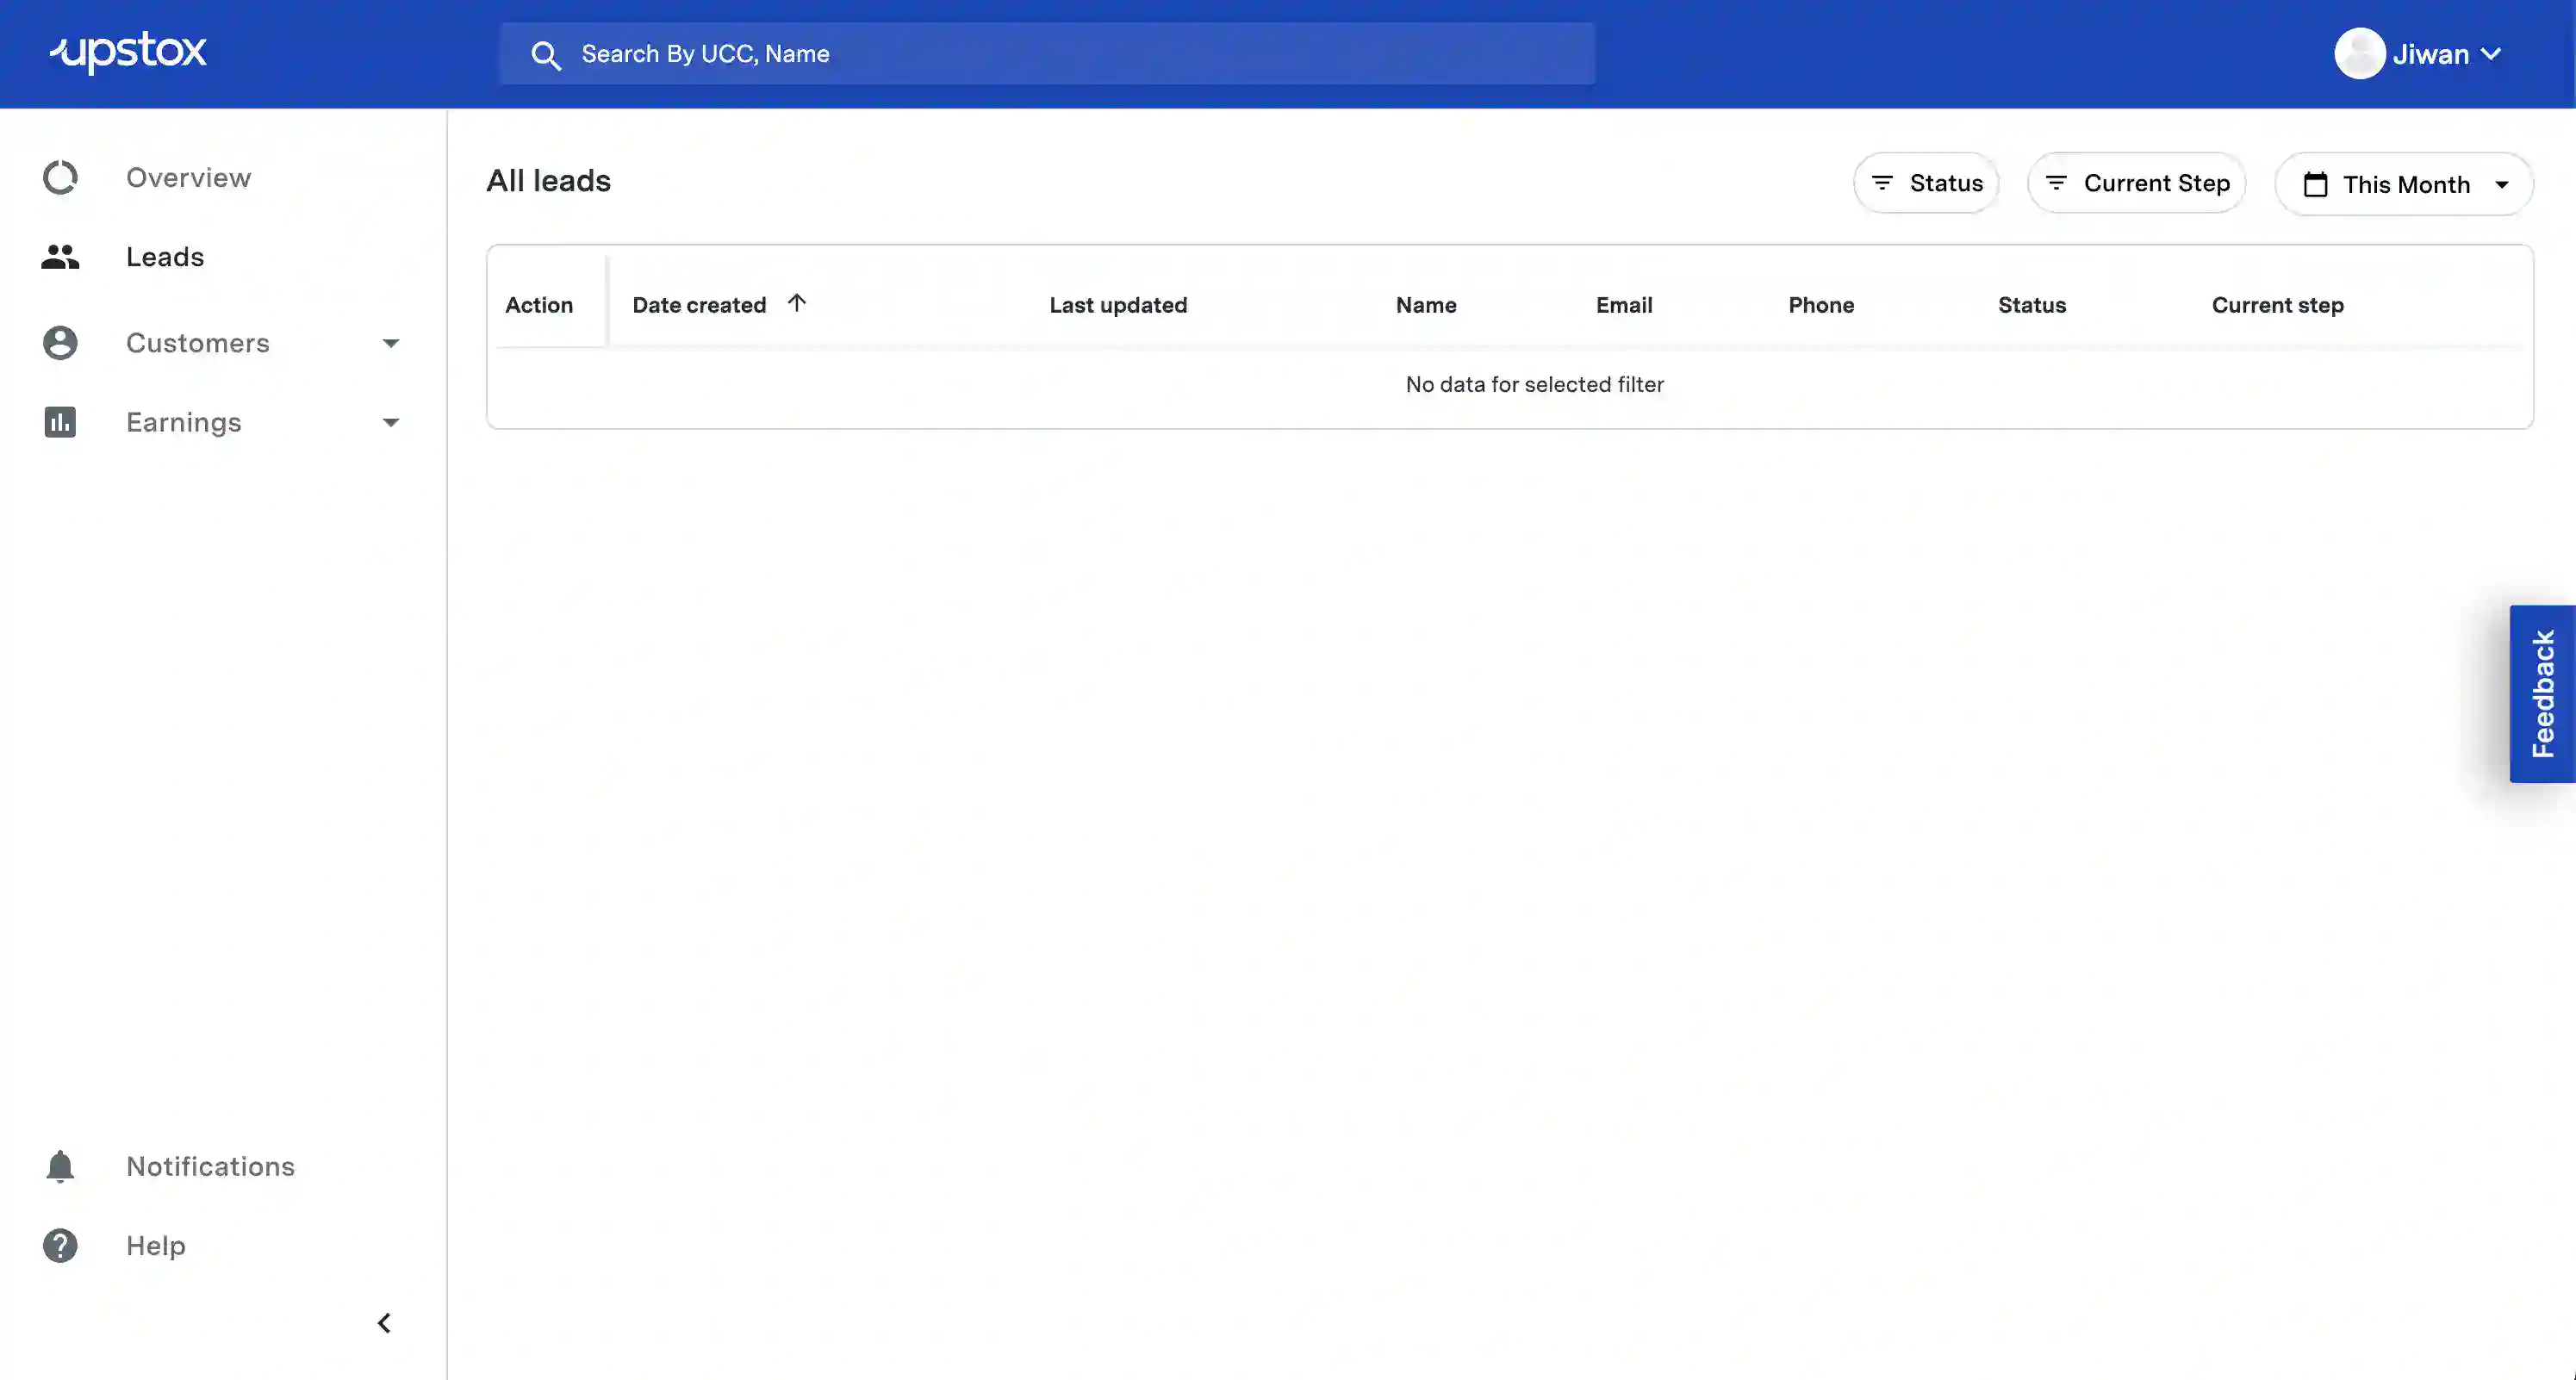 upstox
Search By UCC, Name
Jiwan
Overview
Leads
Customers
Earnings
Notifications
Help
All leads
Status
Current Step
This Month
Action Date created Last updated Name Email Phone Status Current step
No data for selected filter
Feedback